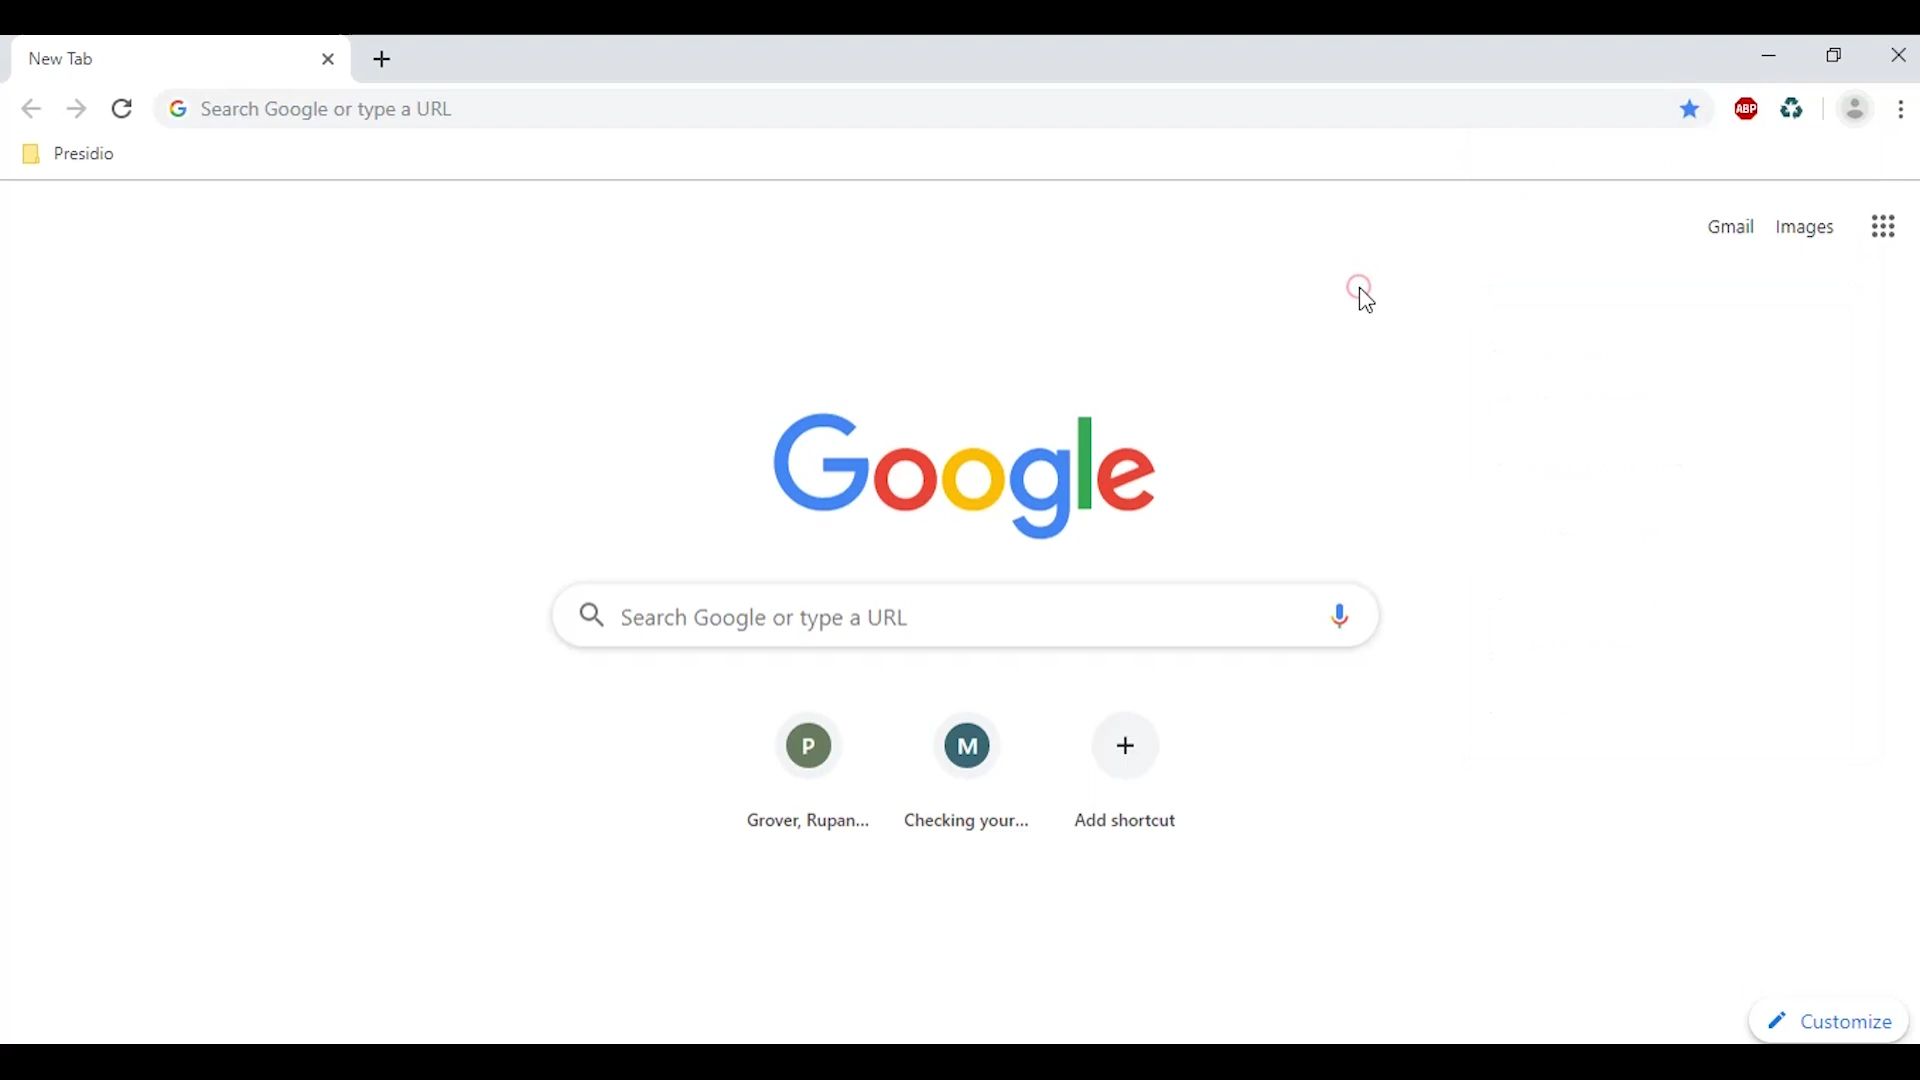 New Tab
Search Google or type a URL
ABP
Presidio
Gmail Images
Google
Search Google or type a URL
P M
Grover, Rupan... Checking your... Add shortcut
Customize